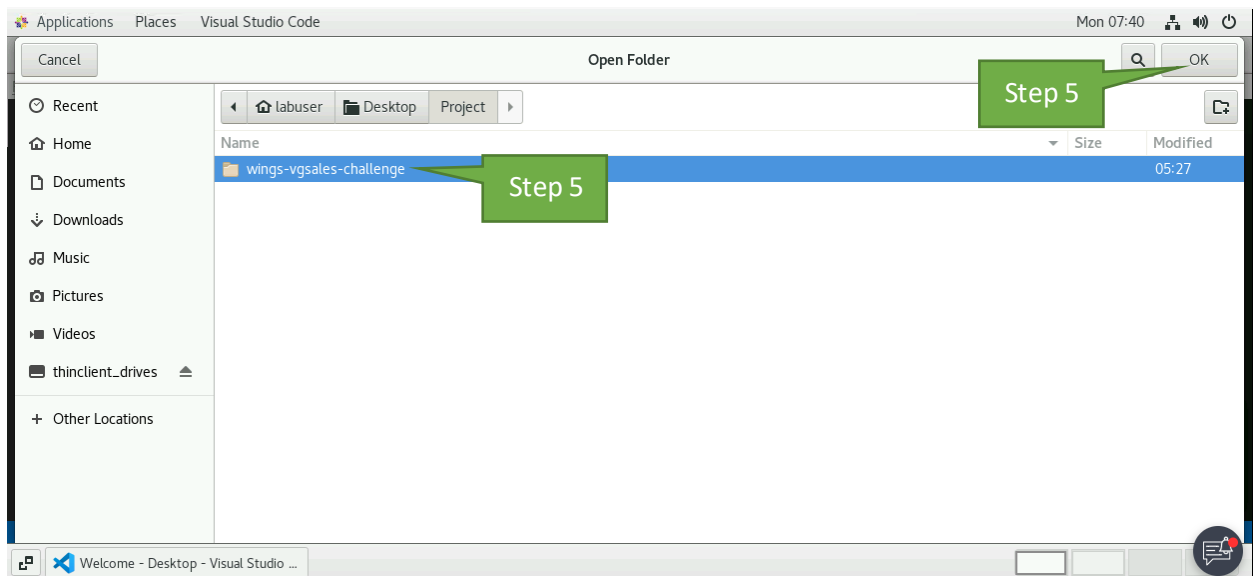 Applications Places Visual Studio Code Mon 07:40
Cancel Open Folder OK
Step 5
Recent
labuser Desktop Project
Home
Name Size Modified
wings-vgsales-challenge 05:27
Step 5
Documents
Downloads
Music
Pictures
Videos
thinclient_drives
+ Other Locations
Welcome - Desktop - Visual Studio ...